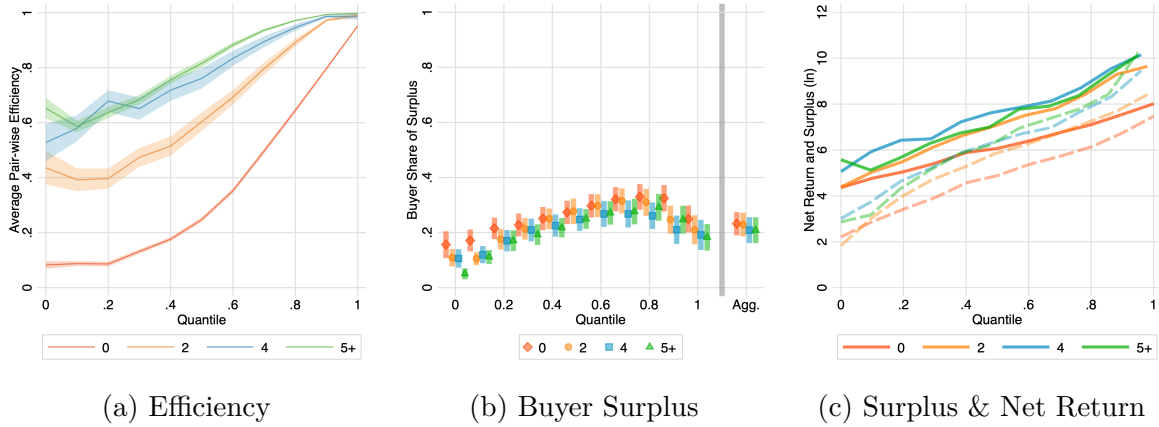 Average Pair-wise Efficiency
0 .2 .4 .6 .8 1
0 .2 .4 .6 .8 1
Quantile
0 2 4 5+
(a) Efficiency
Buyer Share of Surplus
0 .2 .4 .6 .8 1
0 0.2 0.4 0.6 0.8 1 Agg.
Quantile
0 2 4 5+
(b) Buyer Surplus
Net Return and Surplus (ln)
0 2 4 6 8 10 12
0 .2 .4 .6 .8 1
Quantile
0 2 4 5+
(c) Surplus & Net Return